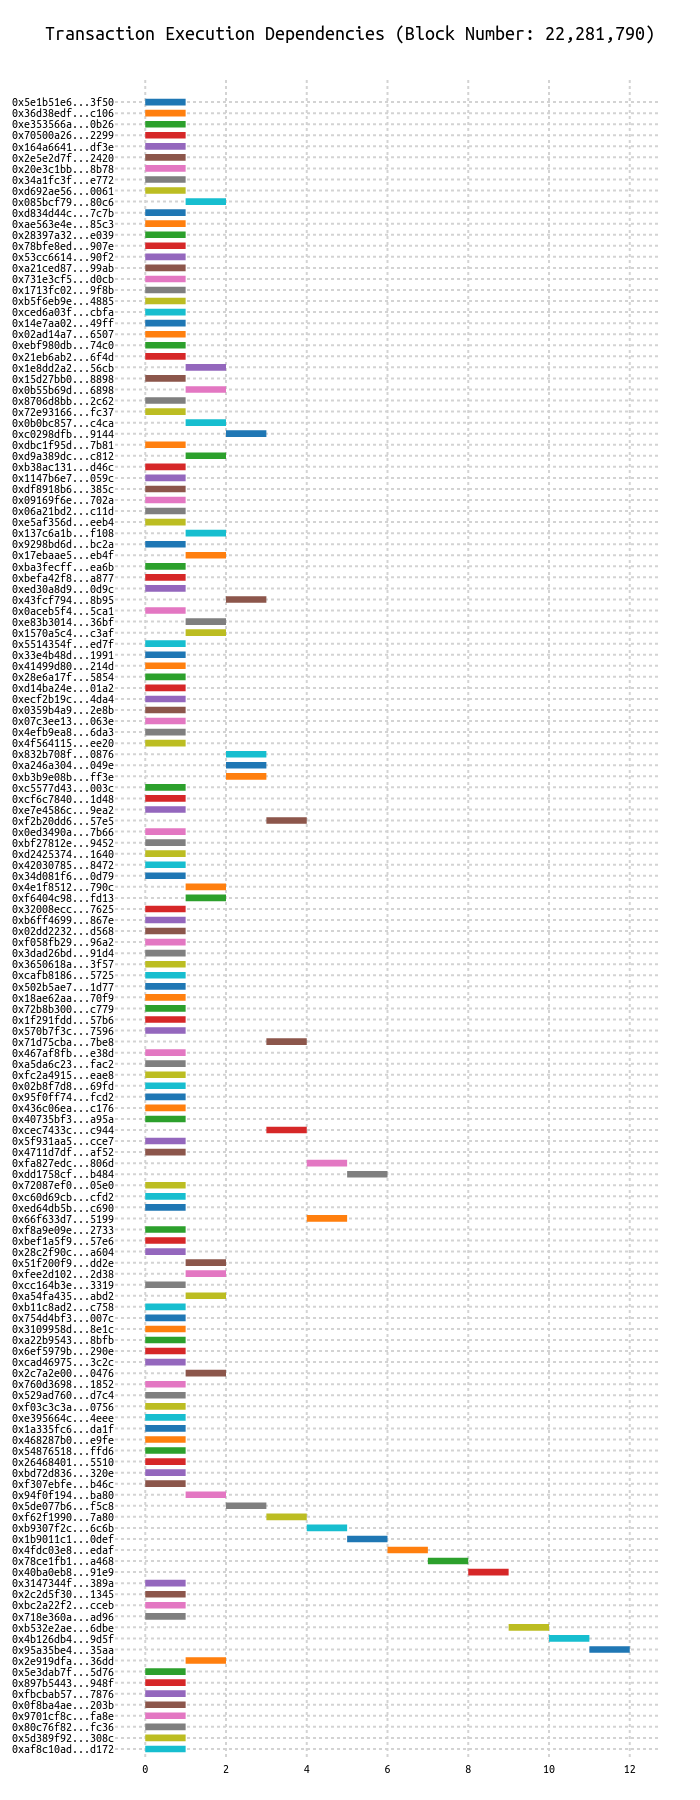 Transaction Execution Dependencies (Block Number: 22,281,790)
0x5e1b51e6...3f50
0x36d38edf...c106
0xe353566a...0b26
0x70500a26...2299
0x164a6641...df3e
0x2e5e2d7f...2420
0x20e3c1bb...8b78
0x34a1fc3f...e772
0xd692ae56...0061
0x085bcf79...80c6
0xd834d44c...7c7b
0xae563e4e...85c3
0x28397a32...e039
0x78bfe8ed...907e
0x53cc6614...90f2
0xa21ced87...99ab
0x731e3cf5...d0cb
0x1713fc02...9f8b
0xb5f6eb9e...4885
0xced6a03f...cbfa
0x14e7aa02...49ff
0x02ad14a7...6507
0xebf980db...74c0
0x21eb6ab2...6f4d
0x1e8dd2a2...56cb
0x15d27bb0...8898
0x0b55b69d...6898
0x8706d8bb...2c62
0x72e93166...fc37
0x0b0bc857...c4ca
0xc0298dfb...9144
0xdbc1f95d...7b81
0xd9a389dc...c812
0xb38ac131...d46c
0x1147b6e7...059c
0xdf8918b6...385c
0x09169f6e...702a
0x06a21bd2...c11d
0xe5af356d...eeb4
0x137c6a1b...f108
0x9298bd6d...bc2a
0x17ebaae5...eb4f
0xba3fecff...ea6b
0xbefa42f8...a877
0xed30a8d9...0d9c
0x43fcf794...8b95
0x0aceb5f4...5ca1
0xe83b3014...36bf
0x1570a5c4...c3af
0x5514354f...ed7f
0x33e4b48d...1991
0x41499d80...214d
0x28e6a17f...5854
0xd14ba24e...01a2
0xecf2b19c...4da4
0x0359b4a9...2e8b
0x07c3ee13...063e
0x4efb9ea8...6da3
0x4f564115...ee20
0x832b708f...0876
0xa246a304...049e
0xb3b9e08b...ff3e
0xc5577d43...003c
0xcf6c7840...1d48
0xe7e4586c...9ea2
0xf2b20dd6...57e5
0x0ed3490a...7b66
0xbf27812e...9452
0xd2425374...1640
0x42030785...8472
0x34d081f6...0d79
0x4e1f8512...790c
0xf6404c98...fd13
0x32008ecc...7625
0xb6ff4699...867e
0x02dd2232...d568
0xf058fb29...96a2
0x3dad26bd...91d4
0x3650618a...3f57
0xcafb8186...5725
0x502b5ae7...1d77
0x18ae62aa...70f9
0x72b8b300...c779
0x1f291fdd...57b6
0x570b7f3c...7596
0x71d75cba...7be8
0x467af8fb...e38d
0xa5da6c23...fac2
0xfc2a4915...eae8
0x02b8f7d8...69fd
0x95f0ff74...fcd2
0x436c06ea...c176
0x40735bf3...a95a
0xcec7433c...c944
0x5f931aa5...cce7
0x4711d7df...af52
0xfa827edc...806d
0xdd1758cf...b484
0x72087ef0...05e0
0xc60d69cb...cfd2
0xed64db5b...c690
0x66f633d7...5199
0xf8a9e09e...2733
0xbef1a5f9...57e6
0x28c2f90c...a604
0x51f200f9...dd2e
0xfee2d102...2d38
0xcc164b3e...3319
0xa54fa435...abd2
0xb11c8ad2...c758
0x754d4bf3...007c
0x3109958d...8e1c
0xa22b9543...8bfb
0x6ef5979b...290e
0xcad46975...3c2c
0x2c7a2e00...0476
0x760d3698...1852
0x529ad760...d7c4
0xf03c3c3a...0756
0xe395664c...4eee
0x1a335fc6...da1f
0x468287b0...e9fe
0x54876518...ffd6
0x26468401...5510
0xbd72d836...320e
0xf307ebfe...b46c
0x94f0f194...ba80
0x5de077b6...f5c8
0xf62f1990...7a80
0xb9307f2c...6c6b
0x1b9011c1...0def
0x4fdc03e8...edaf
0x78ce1fb1...a468
0x40ba0eb8...91e9
0x3147344f...389a
0x2c2d5f30...1345
0xbc2a22f2...cceb
0x718e360a...ad96
0xb532e2ae...6dbe
0x4b126db4...9d5f
0x95a35be4...35aa
0x2e919dfa...36dd
0x5e3dab7f...5d76
0x897b5443...948f
0xfbcbab57...7876
0x0f8ba4ae...203b
0x9701cf8c...fa8e
0x80c76f82...fc36
0x5d389f92...308c
0xaf8c10ad...d172
0 2 4 6 8 10 12